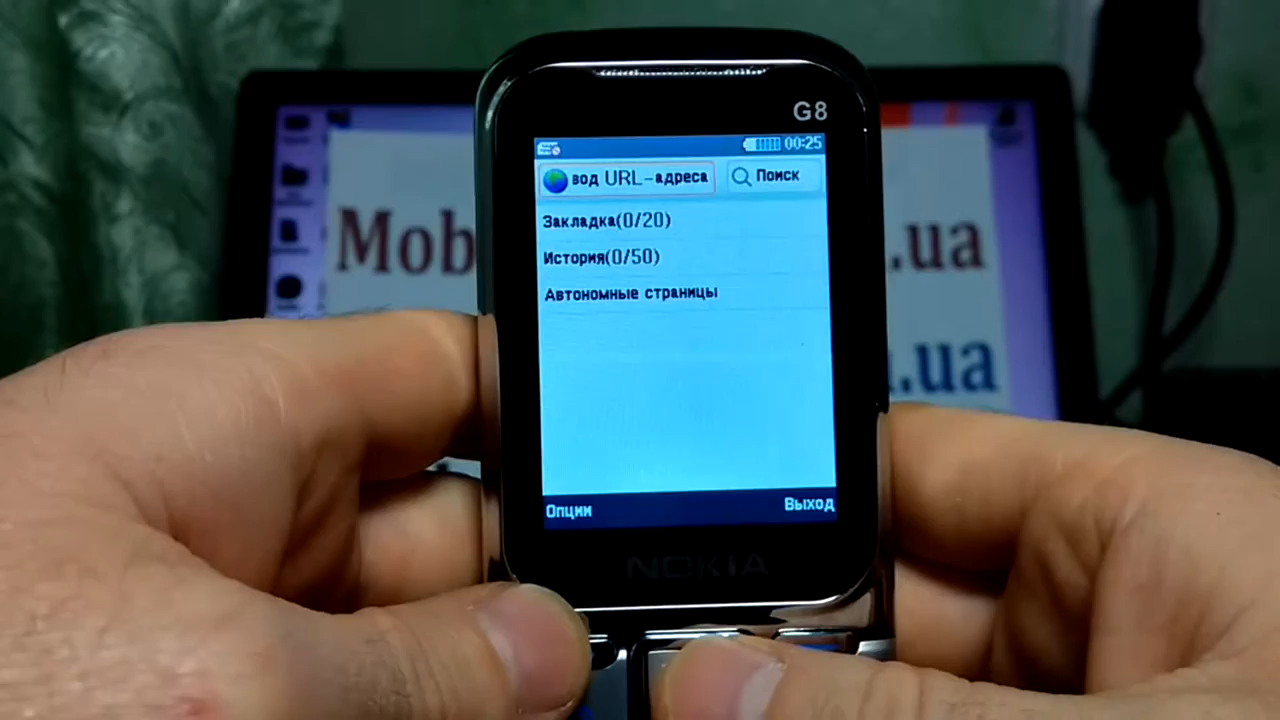 G8
00:25
вод URL-адреса
Поиск
Закладка(0/20)
История(0/50)
Автономные страницы
Опции
Выход
NOKIA
Mob
.ua
.ua